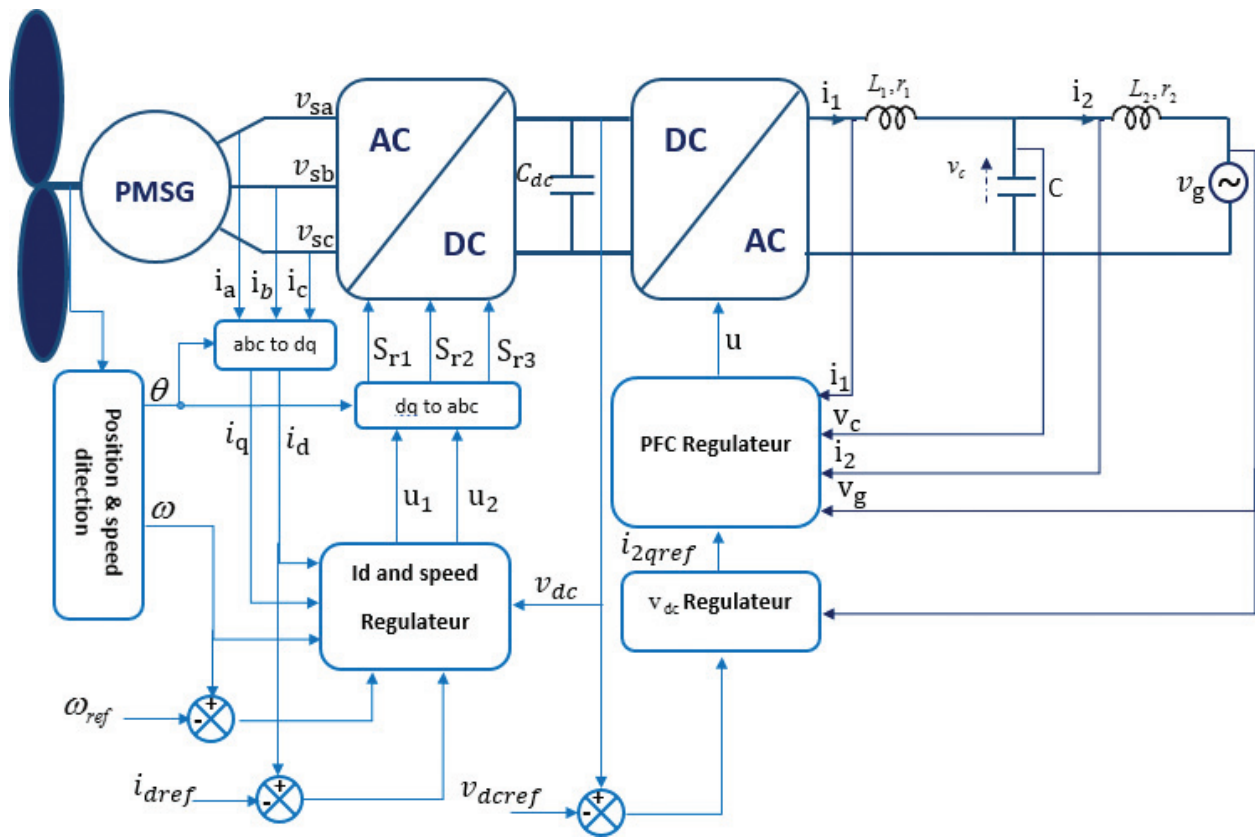 PMSG
v_sa
v_sb
v_sc
AC
DC
C_dc
DC
AC
i_1
L_1, r_1
i_2
L_2, r_2
v_c
C
v_g
~
i_a
i_b
i_c
abc to dq
S_r1
S_r2
S_r3
u
θ
dq to abc
Position & speed
ditection
i_q
i_d
PFC Regulateur
i_1
v_c
i_2
v_g
ω
u_1
u_2
Id and speed
Regulateur
v_dc
i_2qref
v_dc Regulateur
ω_ref
+
-
i_dref
+
-
v_dcref
+
-